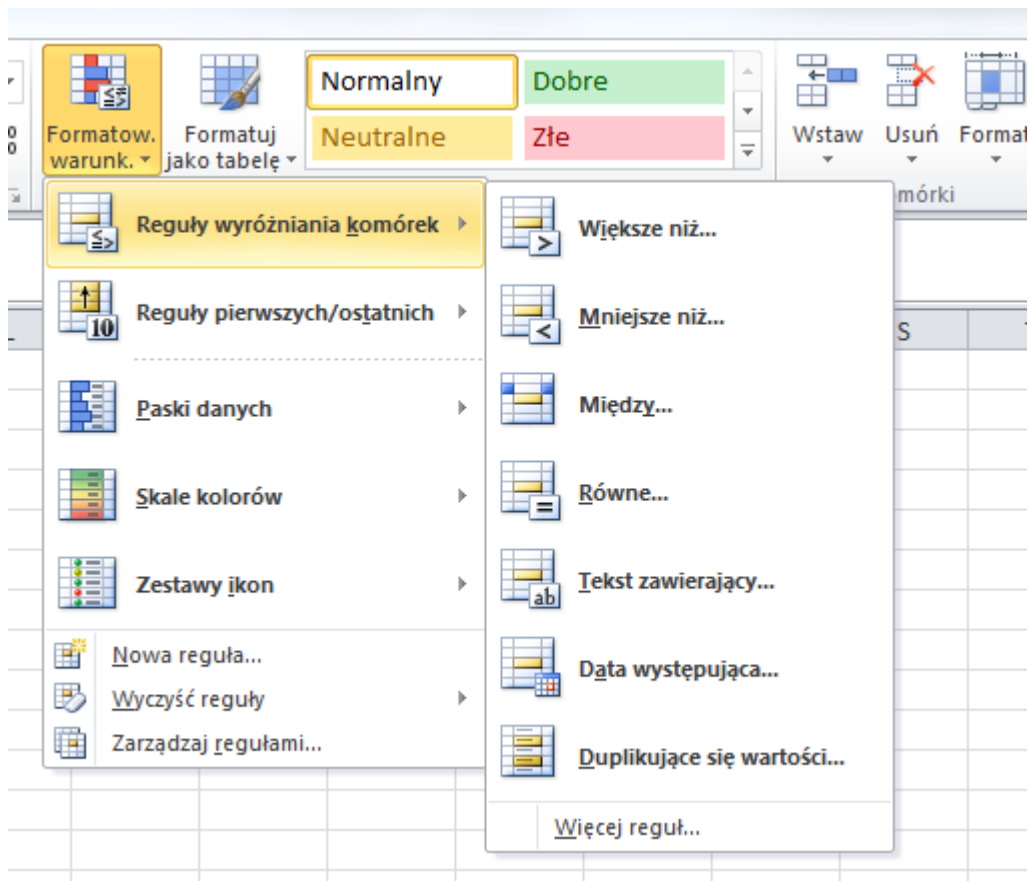 Normalny
Dobre
Formatow.
warunk.
Formatuj
jako tabelę
Neutralne
Złe
Wstaw
Usuń
Format
mórki
Reguły wyróżniania komórek
Reguły pierwszych/ostatnich
10
Paski danych
Skale kolorów
Zestawy ikon
Nowa reguła...
Wyczyść reguły
Zarządzaj regułami...
Większe niż...
Mniejsze niż...
Między...
Równe...
Tekst zawierający...
ab
Data występująca...
Duplikujące się wartości...
Więcej reguł...
S